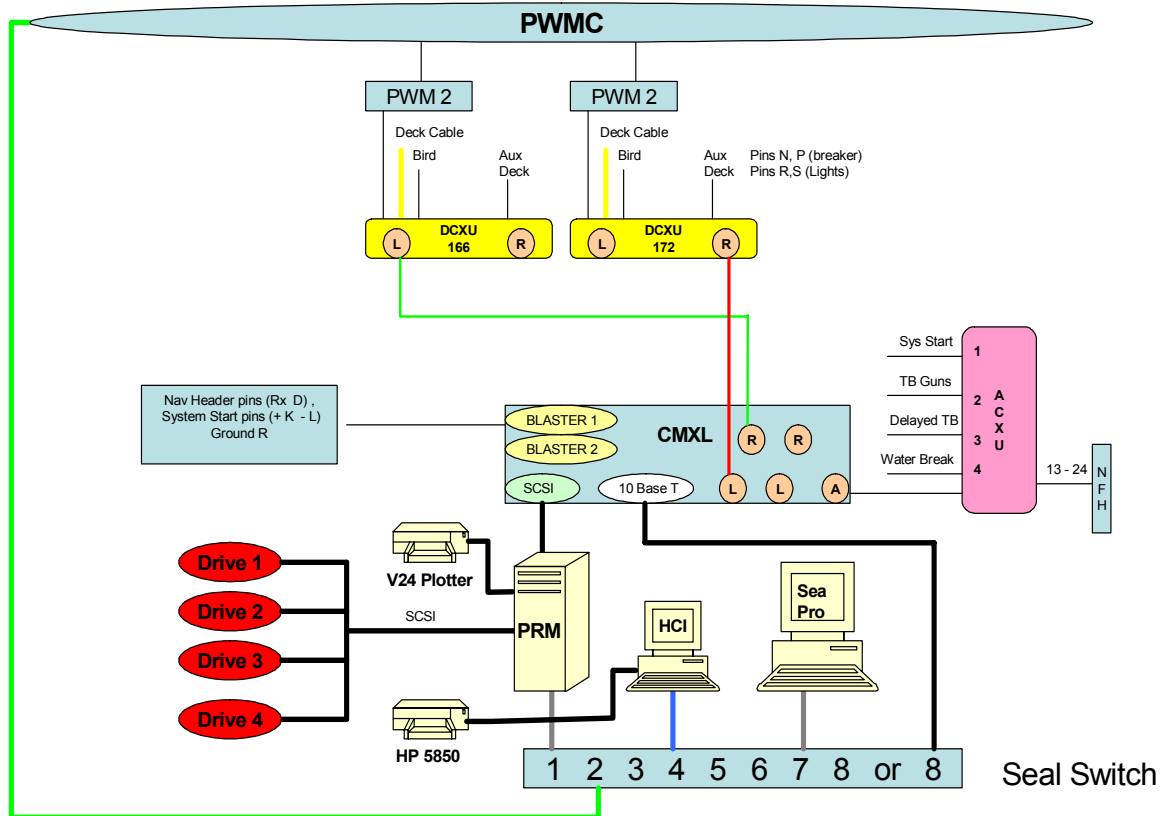 PWMC
PWM 2
PWM 2
Deck Cable
Bird
Aux
Deck
Deck Cable
Bird
Aux
Deck
Pins N, P (breaker)
Pins R,S (Lights)
L
DCXU
166
R
L
DCXU
172
R
Nav Header pins (Rx D) ,
System Start pins (+ K - L)
Ground R
BLASTER 1
BLASTER 2
CMXL
R
R
SCSI
10 Base T
L
L
A
Sys Start
1
TB Guns
2
Delayed TB
3
Water Break
4
A
C
X
U
13 - 24
N
F
H
Drive 1
Drive 2
Drive 3
Drive 4
SCSI
V24 Plotter
PRM
HCI
Sea
Pro
HP 5850
1 2 3 4 5 6 7 8 or 8
Seal Switch